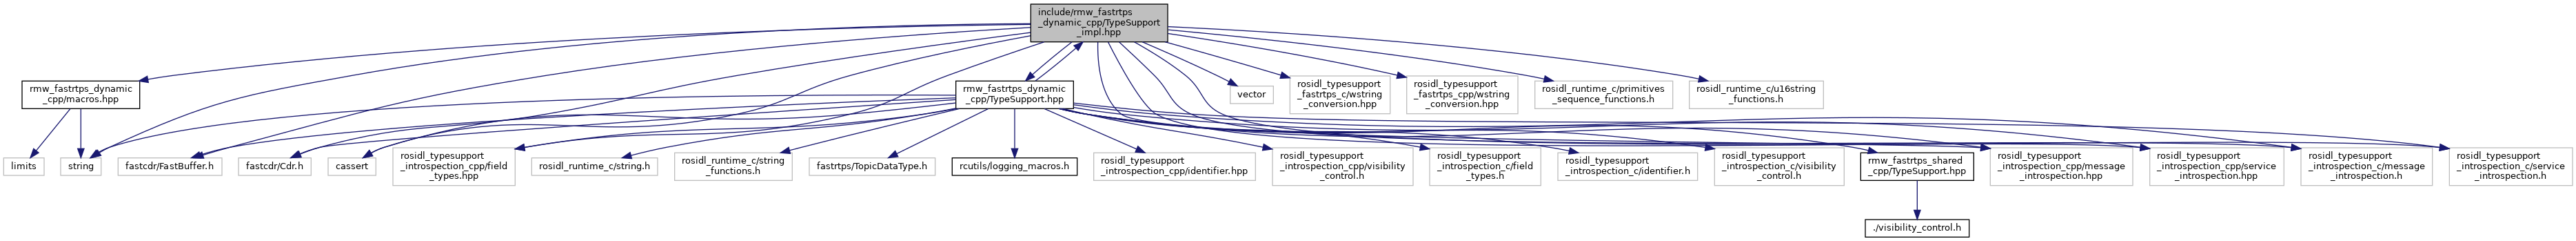 include/rmw_fastrtps
_dynamic_cpp/TypeSupport
_impl.hpp
rmw_fastrtps_dynamic
_cpp/macros.hpp
rmw_fastrtps_dynamic
_cpp/TypeSupport.hpp
vector
rosidl_typesupport
_fastrtps_c/wstring
_conversion.hpp
rosidl_typesupport
_fastrtps_cpp/wstring
_conversion.hpp
rosidl_runtime_c/primitives
_sequence_functions.h
rosidl_runtime_c/u16string
_functions.h
limits
string
fastcdr/FastBuffer.h
fastcdr/Cdr.h
cassert
rosidl_typesupport
_introspection_cpp/field
_types.hpp
rosidl_runtime_c/string.h
rosidl_runtime_c/string
_functions.h
fastrtps/TopicDataType.h
rcutils/logging_macros.h
rosidl_typesupport
_introspection_cpp/identifier.hpp
rosidl_typesupport
_introspection_cpp/visibility
_control.h
rosidl_typesupport
_introspection_c/field
_types.h
rosidl_typesupport
_introspection_c/identifier.h
rosidl_typesupport
_introspection_c/visibility
_control.h
rmw_fastrtps_shared
_cpp/TypeSupport.hpp
rosidl_typesupport
_introspection_cpp/message
_introspection.hpp
rosidl_typesupport
_introspection_cpp/service
_introspection.hpp
rosidl_typesupport
_introspection_c/message
_introspection.h
rosidl_typesupport
_introspection_c/service
_introspection.h
./visibility_control.h